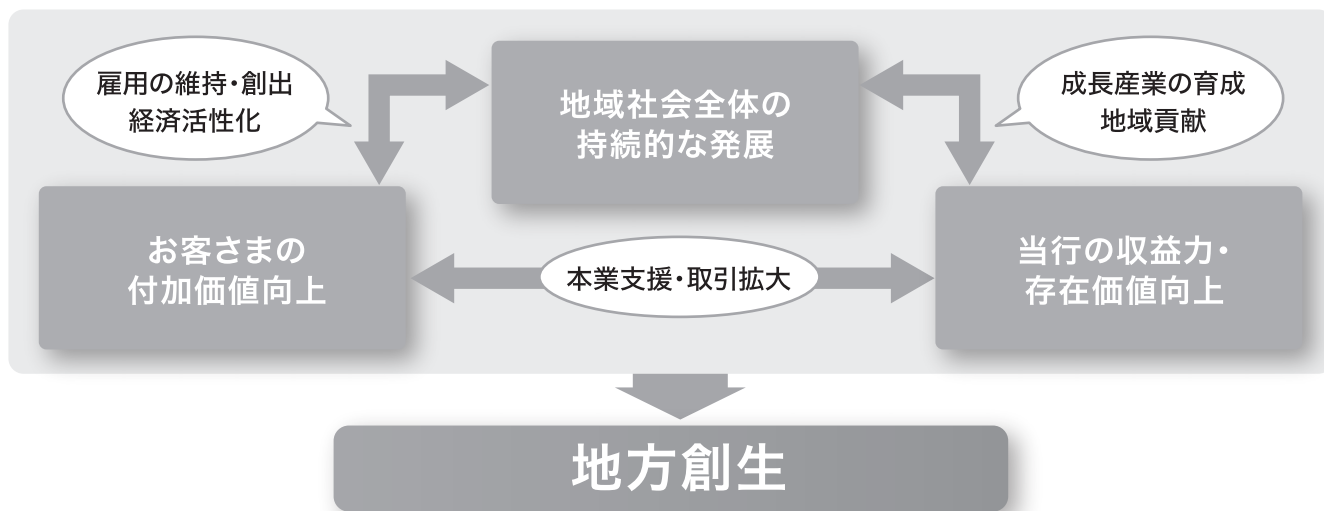 雇用の維持・創出
経済活性化
地域社会全体の
持続的な発展
成長産業の育成
地域貢献
お客さまの
付加価値向上
本業支援・取引拡大
当行の収益力・
存在価値向上
地方創生